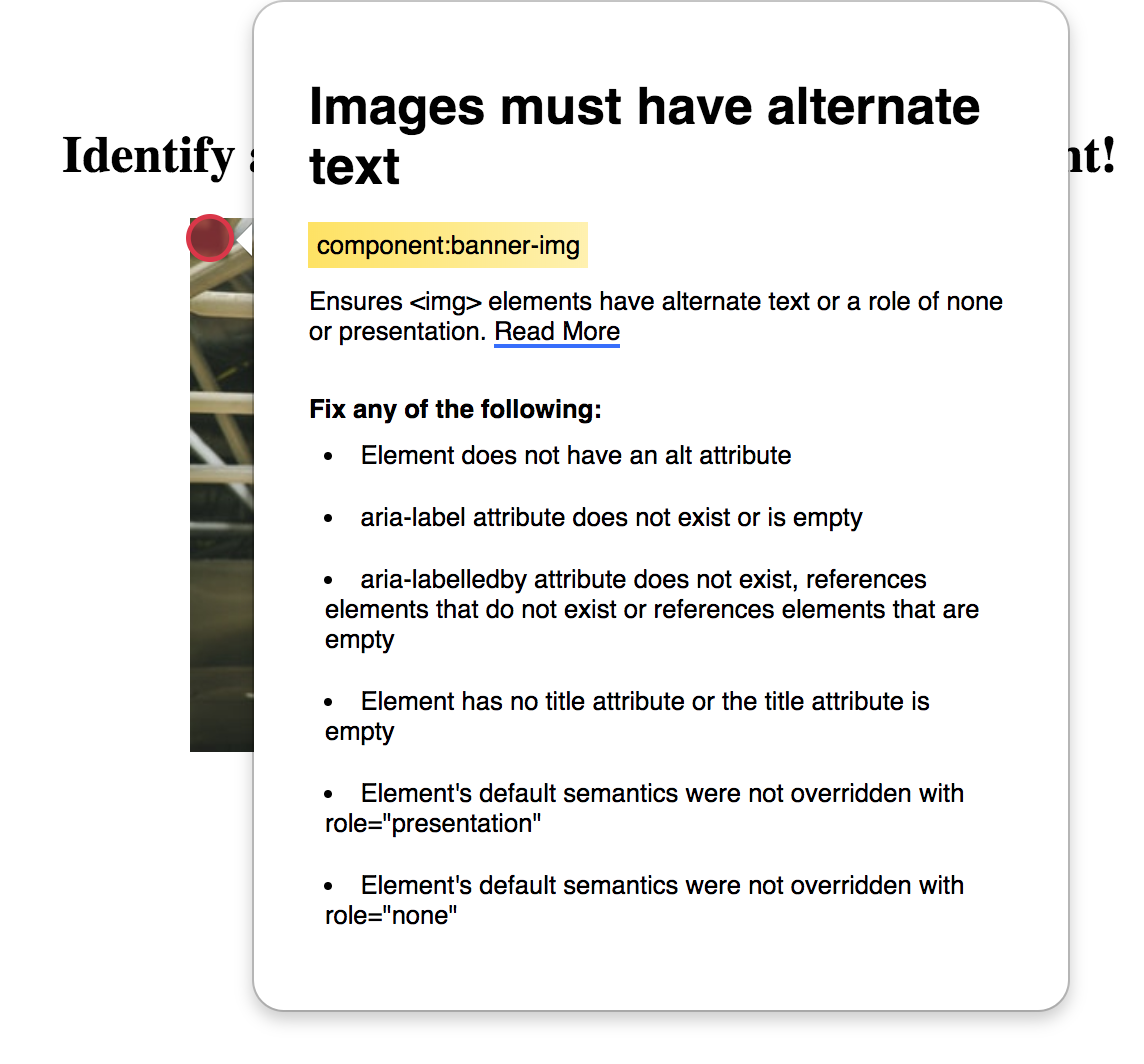 Images must have alternate
text
Identify
nt!
component:banner-img
Ensures <img> elements have alternate text or a role of none
or presentation. Read More
Fix any of the following:
• Element does not have an alt attribute
• aria-label attribute does not exist or is empty
• aria-labelledby attribute does not exist, references
elements that do not exist or references elements that are
empty
• Element has no title attribute or the title attribute is
empty
• Element's default semantics were not overridden with
role="presentation"
• Element's default semantics were not overridden with
role="none"